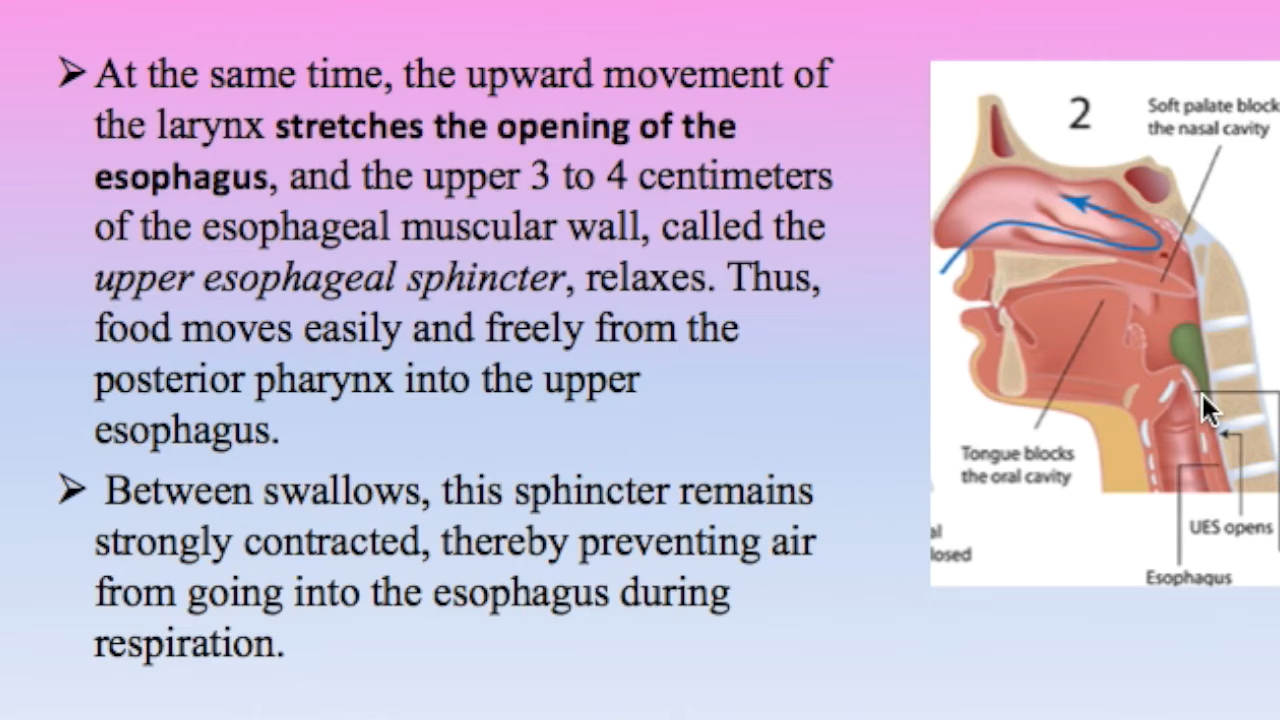 ➢ At the same time, the upward movement of
the larynx stretches the opening of the
esophagus, and the upper 3 to 4 centimeters
of the esophageal muscular wall, called the
upper esophageal sphincter, relaxes. Thus,
food moves easily and freely from the
posterior pharynx into the upper
esophagus.
➢ Between swallows, this sphincter remains
strongly contracted, thereby preventing air
from going into the esophagus during
respiration.
2
Soft palate block
the nasal cavity
Tongue blocks
the oral cavity
UES opens
losed
Esophagus